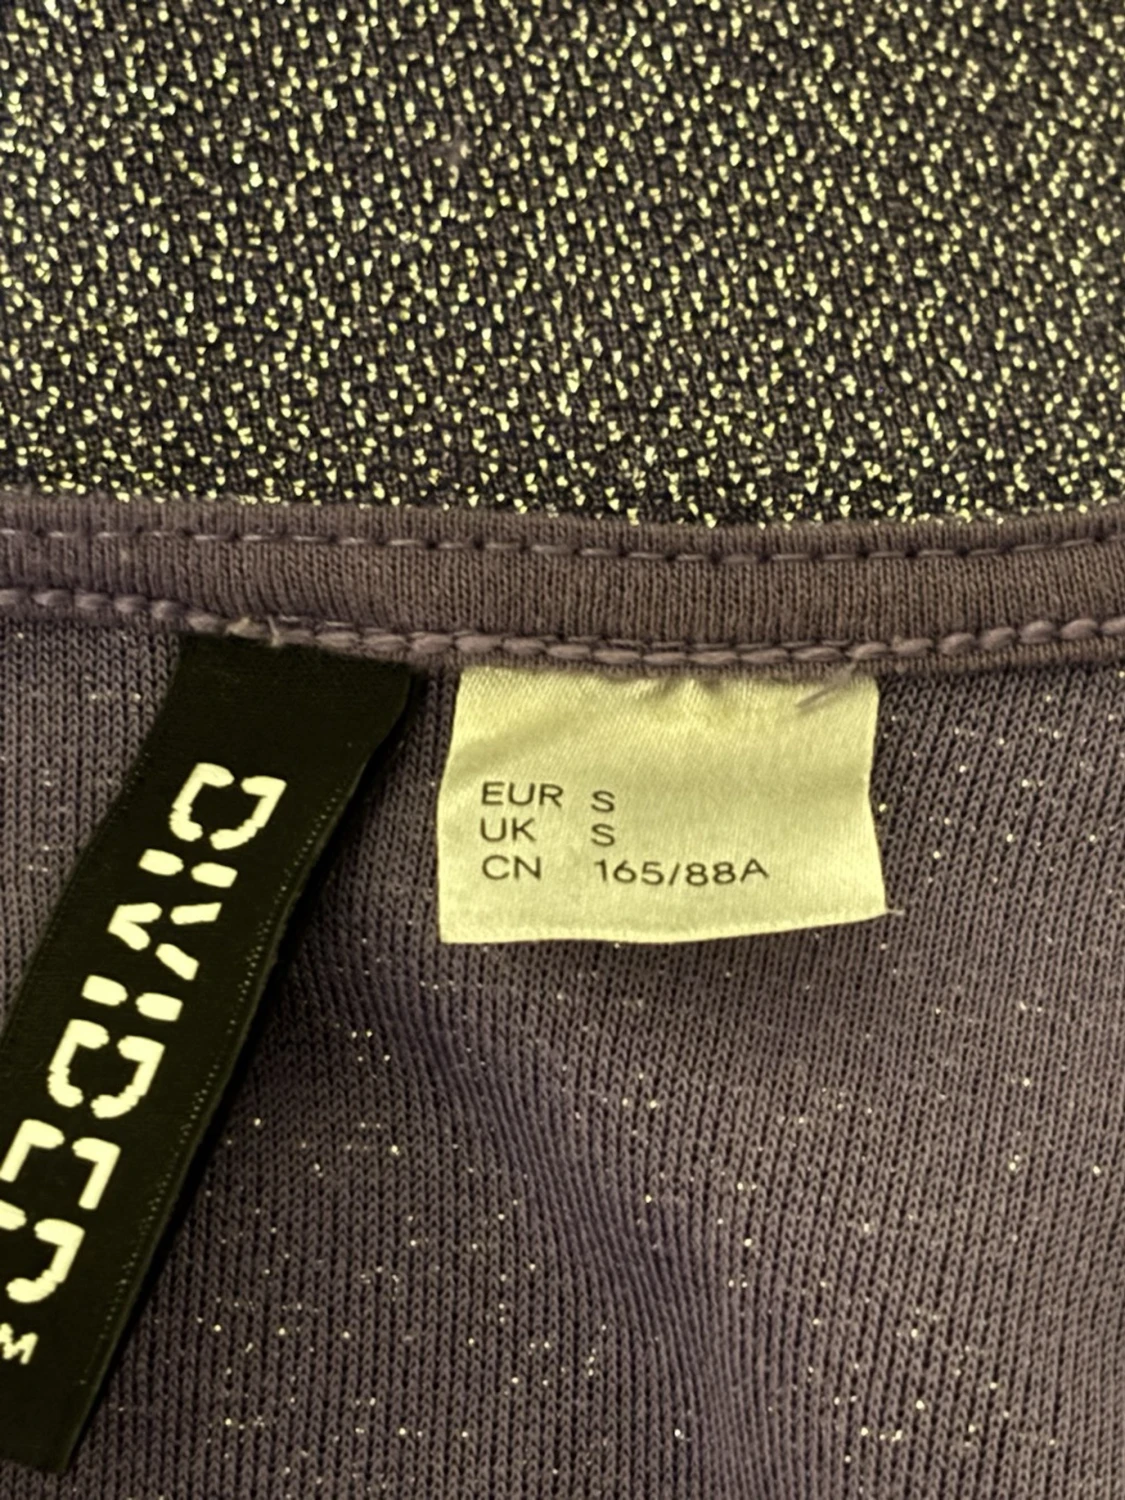 DIVIDED
M
EUR S
UK S
CN 165/88A